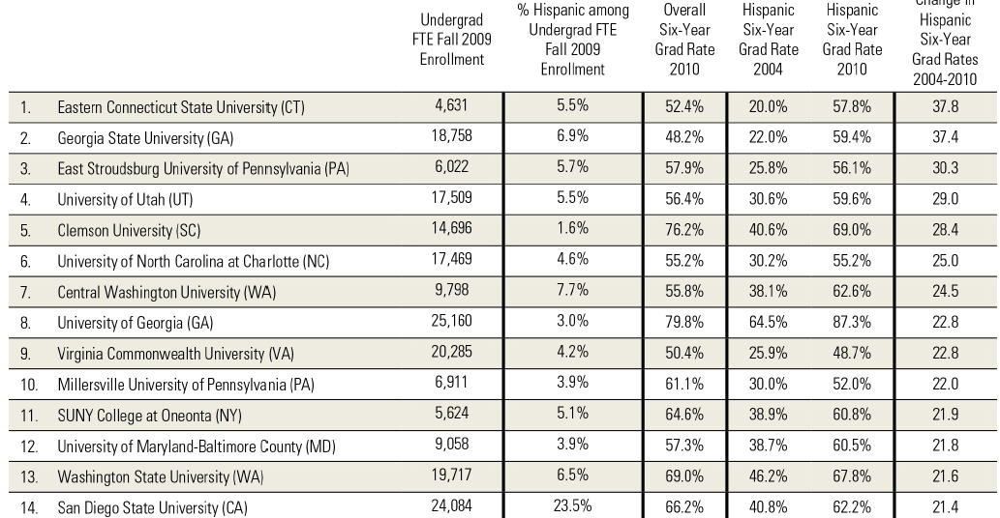 Undergrad FTE Fall 2009 Enrollment | % Hispanic among Undergrad FTE Fall 2009 Enrollment | Overall Six-Year Grad Rate 2010 | Hispanic Six-Year Grad Rate 2004 | Hispanic Six-Year Grad Rate 2010 | Change in Hispanic Six-Year Grad Rates 2004-2010
1. Eastern Connecticut State University (CT) 4,631 5.5% 52.4% 20.0% 57.8% 37.8
2. Georgia State University (GA) 18,758 6.9% 48.2% 22.0% 59.4% 37.4
3. East Stroudsburg University of Pennsylvania (PA) 6,022 5.7% 57.9% 25.8% 56.1% 30.3
4. University of Utah (UT) 17,509 5.5% 56.4% 30.6% 59.6% 29.0
5. Clemson University (SC) 14,696 1.6% 76.2% 40.6% 69.0% 28.4
6. University of North Carolina at Charlotte (NC) 17,469 4.6% 55.2% 30.2% 55.2% 25.0
7. Central Washington University (WA) 9,798 7.7% 55.8% 38.1% 62.6% 24.5
8. University of Georgia (GA) 25,160 3.0% 79.8% 64.5% 87.3% 22.8
9. Virginia Commonwealth University (VA) 20,285 4.2% 50.4% 25.9% 48.7% 22.8
10. Millersville University of Pennsylvania (PA) 6,911 3.9% 61.1% 30.0% 52.0% 22.0
11. SUNY College at Oneonta (NY) 5,624 5.1% 64.6% 38.9% 60.8% 21.9
12. University of Maryland-Baltimore County (MD) 9,058 3.9% 57.3% 38.7% 60.5% 21.8
13. Washington State University (WA) 19,717 6.5% 69.0% 46.2% 67.8% 21.6
14. San Diego State University (CA) 24,084 23.5% 66.2% 40.8% 62.2% 21.4